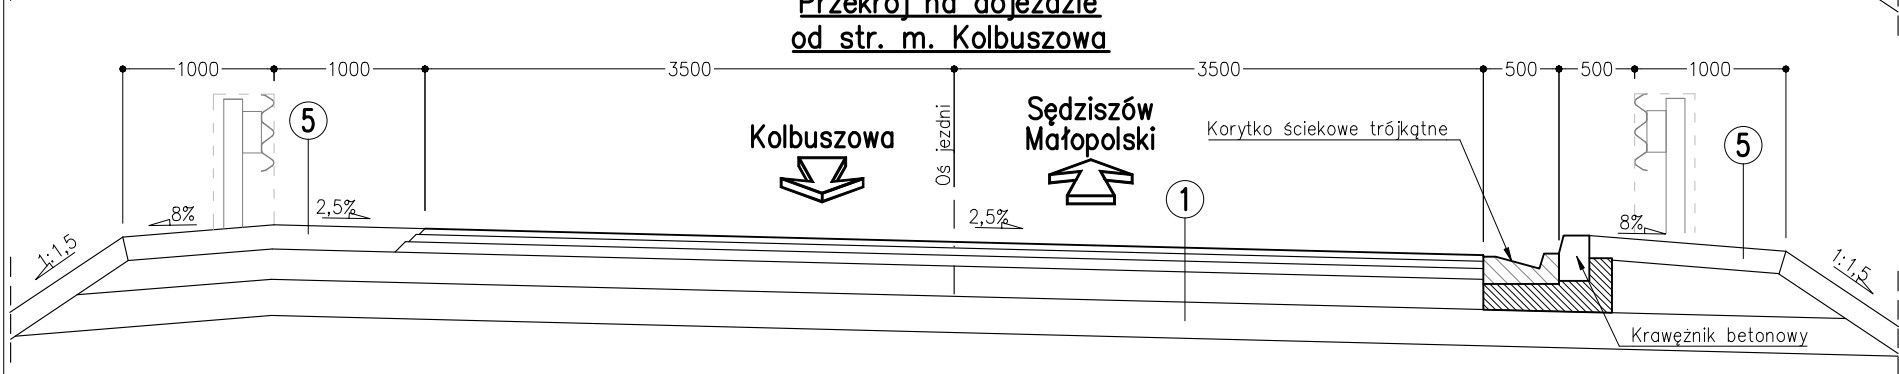 Przekrój na dojeździe
od str. m. Kolbuszowa
1000 1000 3500 3500 500 500 1000
5
Kolbuszowa
Oś jezdni
Sędziszów
Małopolski
Korytko ściekowe trójkątne
5
1
8%
2,5%
2,5%
8%
1:1,5
1:1,5
Krawężnik betonowy